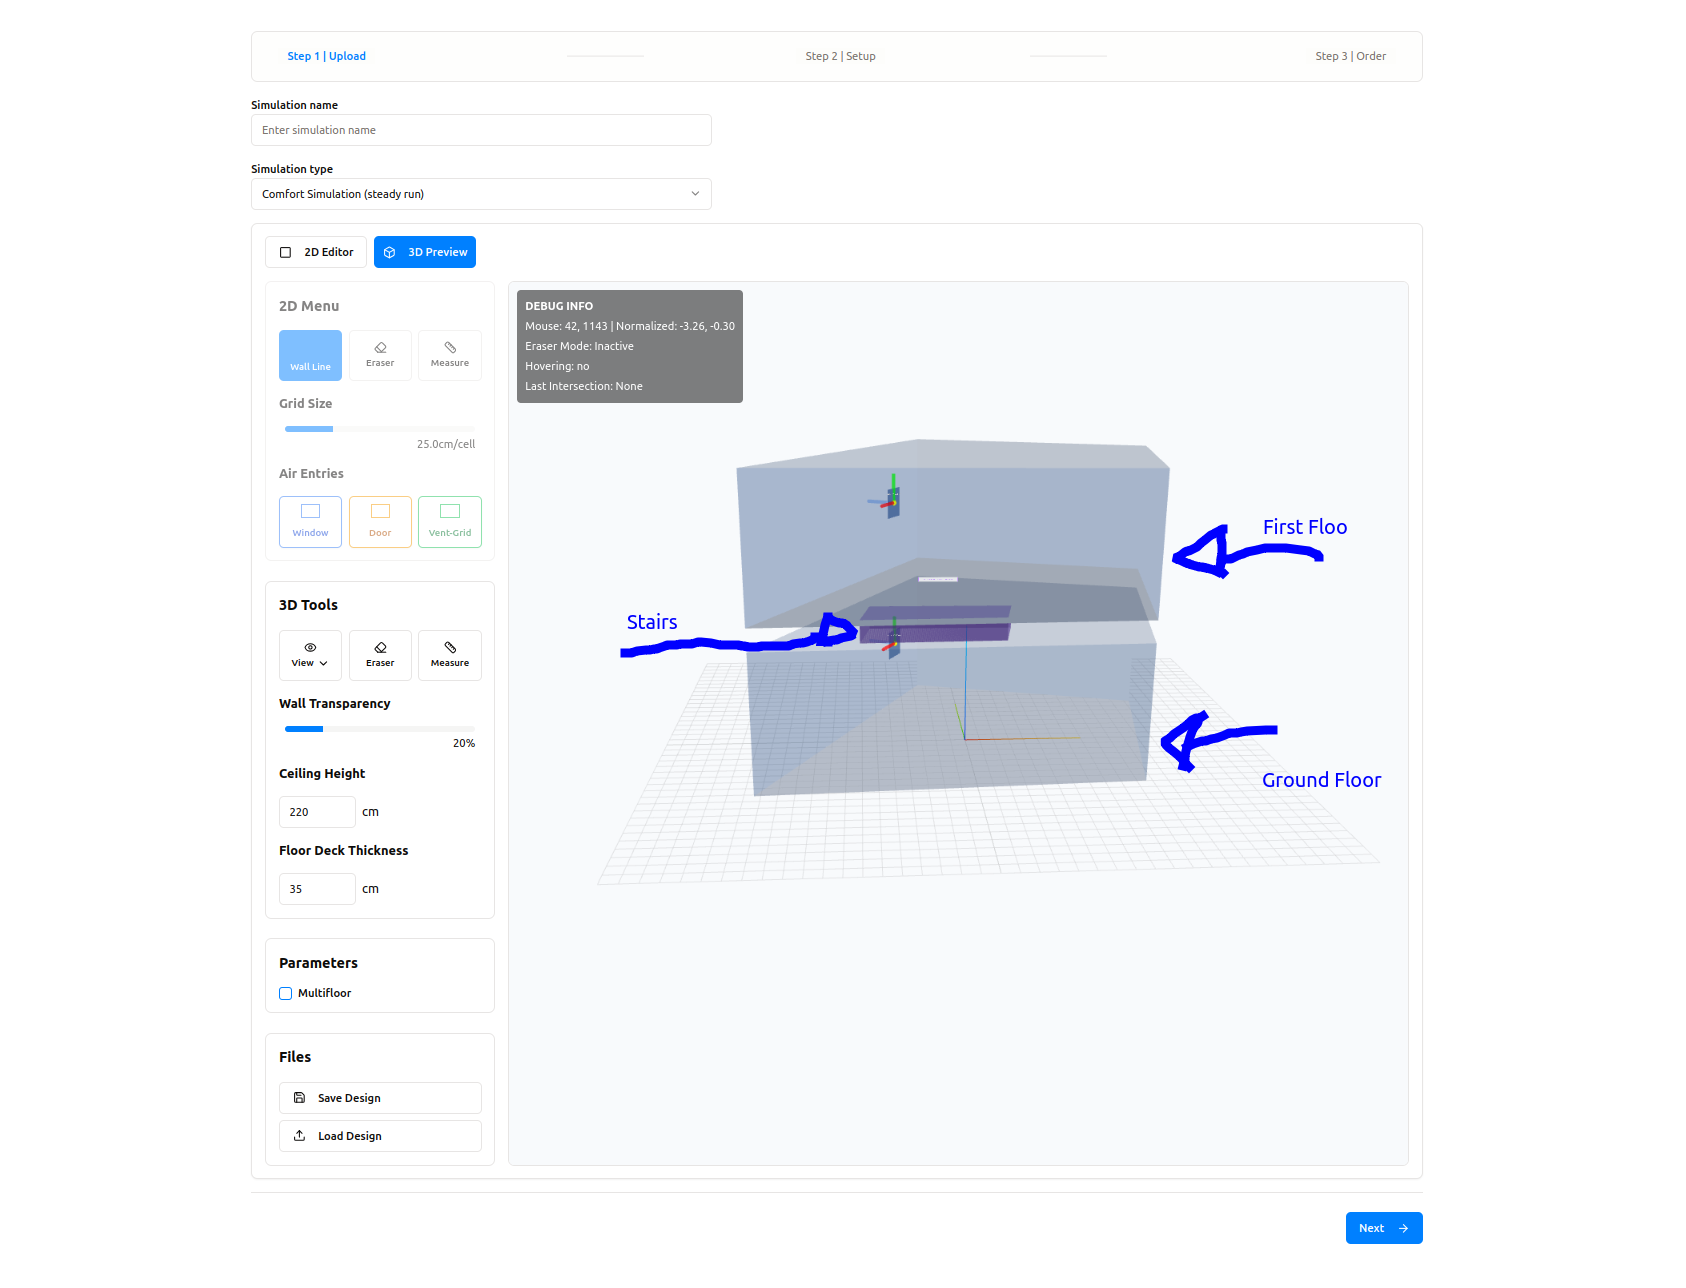 Step 1 | Upload
Step 2 | Setup
Step 3 | Order
Simulation name
Enter simulation name
Simulation type
Comfort Simulation (steady run)
2D Editor
3D Preview
2D Menu
Wall Line
Eraser
Measure
Grid Size
25.0cm/cell
Air Entries
Window
Door
Vent-Grid
3D Tools
View
Eraser
Measure
Wall Transparency
20%
Ceiling Height
220 cm
Floor Deck Thickness
35 cm
Parameters
Multifloor
Files
Save Design
Load Design
DEBUG INFO
Mouse: 42, 1143 | Normalized: -3.26, -0.30
Eraser Mode: Inactive
Hovering: no
Last Intersection: None
First Floo
Stairs
Ground Floor
Next